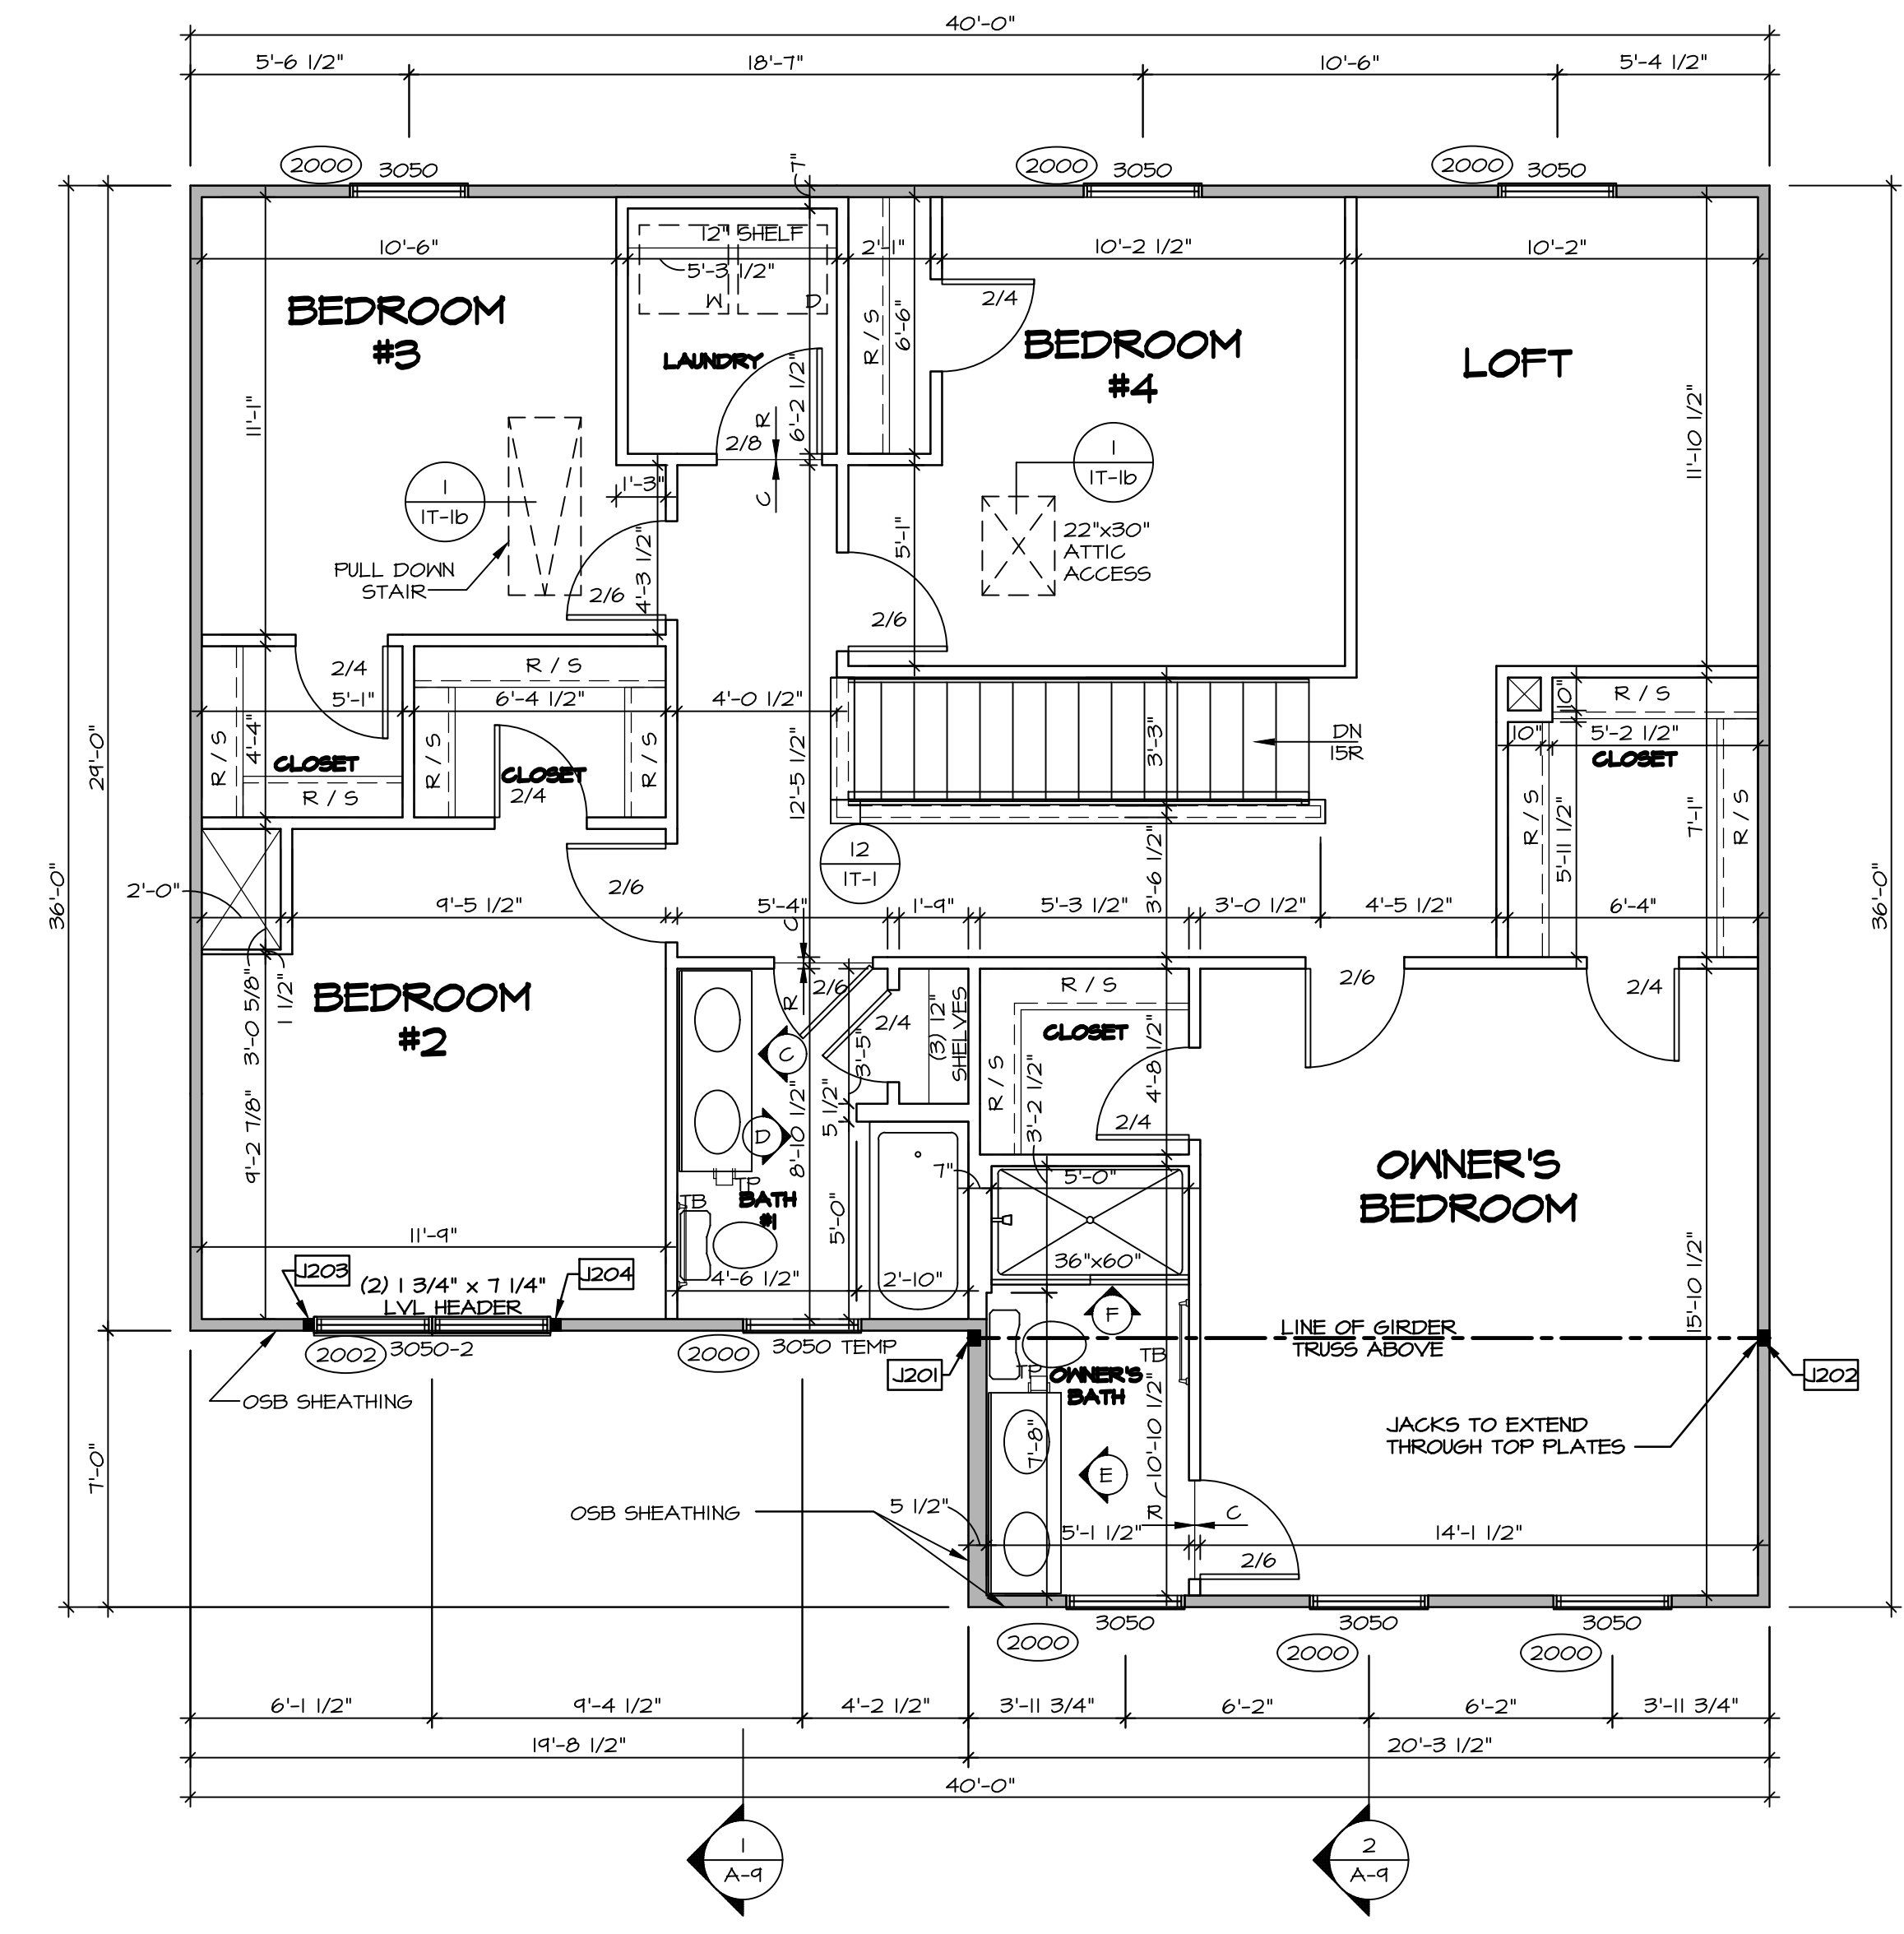 40'-0"
5'-6 1/2"
18'-7"
10'-6"
5'-4 1/2"
2000
3050
7"
2000
3050
2000
3050
10'-6"
12" SHELF
5'-3 1/2"
2'-1"
10'-2 1/2"
10'-2"
W
D
2/4
BEDROOM
#3
LAUNDRY
R / S
6'-6"
BEDROOM
#4
LOFT
11'-1"
6'-2 1/2"
11'-10 1/2"
2/8
R
C
1
1T-1b
1'-3"
1
1T-1b
22"x30"
ATTIC
ACCESS
5'-1"
PULL DOWN
STAIR
2/6
4'-3 1/2"
2/6
2/4
5'-1"
R / S
6'-4 1/2"
4'-0 1/2"
R / S
10"
10"
5'-2 1/2"
CLOSET
29'-0"
R / S
4'-4"
CLOSET
R / S
R / S
CLOSET
2/4
R / S
12'-5 1/2"
3'-3"
DN
15R
R / S
5'-11 1/2"
7'-1"
R / S
36'-0"
12
1T-1
3'-6 1/2"
36'-0"
2'-0"
9'-5 1/2"
2/6
5'-4"
1'-9"
5'-3 1/2"
3'-0 1/2"
4'-5 1/2"
6'-4"
C
R
2/6
2/4
(3) 12"
SHELVES
R / S
2/6
2/4
BEDROOM
#2
3'-0 5/8"
1 1/2"
9'-2 7/8"
C
3'-5"
D
8'-10 1/2"
5 1/2"
CLOSET
R / S
3'-2 1/2"
4'-8 1/2"
2/4
OWNER'S
BEDROOM
TP
TB
BATH
#1
5'-0"
7"
5'-0"
36"x60"
11'-9"
J203
(2) 1 3/4" x 7 1/4"
LVL HEADER
J204
4'-6 1/2"
2'-10"
15'-10 1/2"
2002
3050-2
2000
3050 TEMP
F
LINE OF GIRDER
TRUSS ABOVE
J201
J202
TP
TB
OWNER'S
BATH
OSB SHEATHING
JACKS TO EXTEND
THROUGH TOP PLATES
7'-0"
7'-8"
10'-10 1/2"
E
OSB SHEATHING
5 1/2"
R
C
5'-1 1/2"
14'-1 1/2"
2/6
3050
3050
3050
2000
2000
2000
6'-1 1/2"
9'-4 1/2"
4'-2 1/2"
3'-11 3/4"
6'-2"
6'-2"
3'-11 3/4"
19'-8 1/2"
20'-3 1/2"
40'-0"
1
A-9
2
A-9